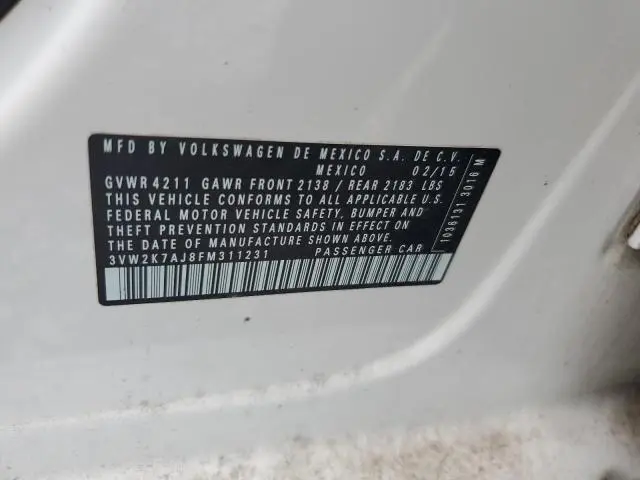 MFD BY VOLKSWAGEN DE MEXICO S.A. DE C.V.
MEXICO 02/15
GVWR 4211 GAWR FRONT 2138 / REAR 2183 LBS
THIS VEHICLE CONFORMS TO ALL APPLICABLE U.S.
FEDERAL MOTOR VEHICLE SAFETY, BUMPER AND
THEFT PREVENTION STANDARDS IN EFFECT ON
THE DATE OF MANUFACTURE SHOWN ABOVE.
3VW2K7AJ8FM311231 PASSENGER CAR
1036131 3016 M